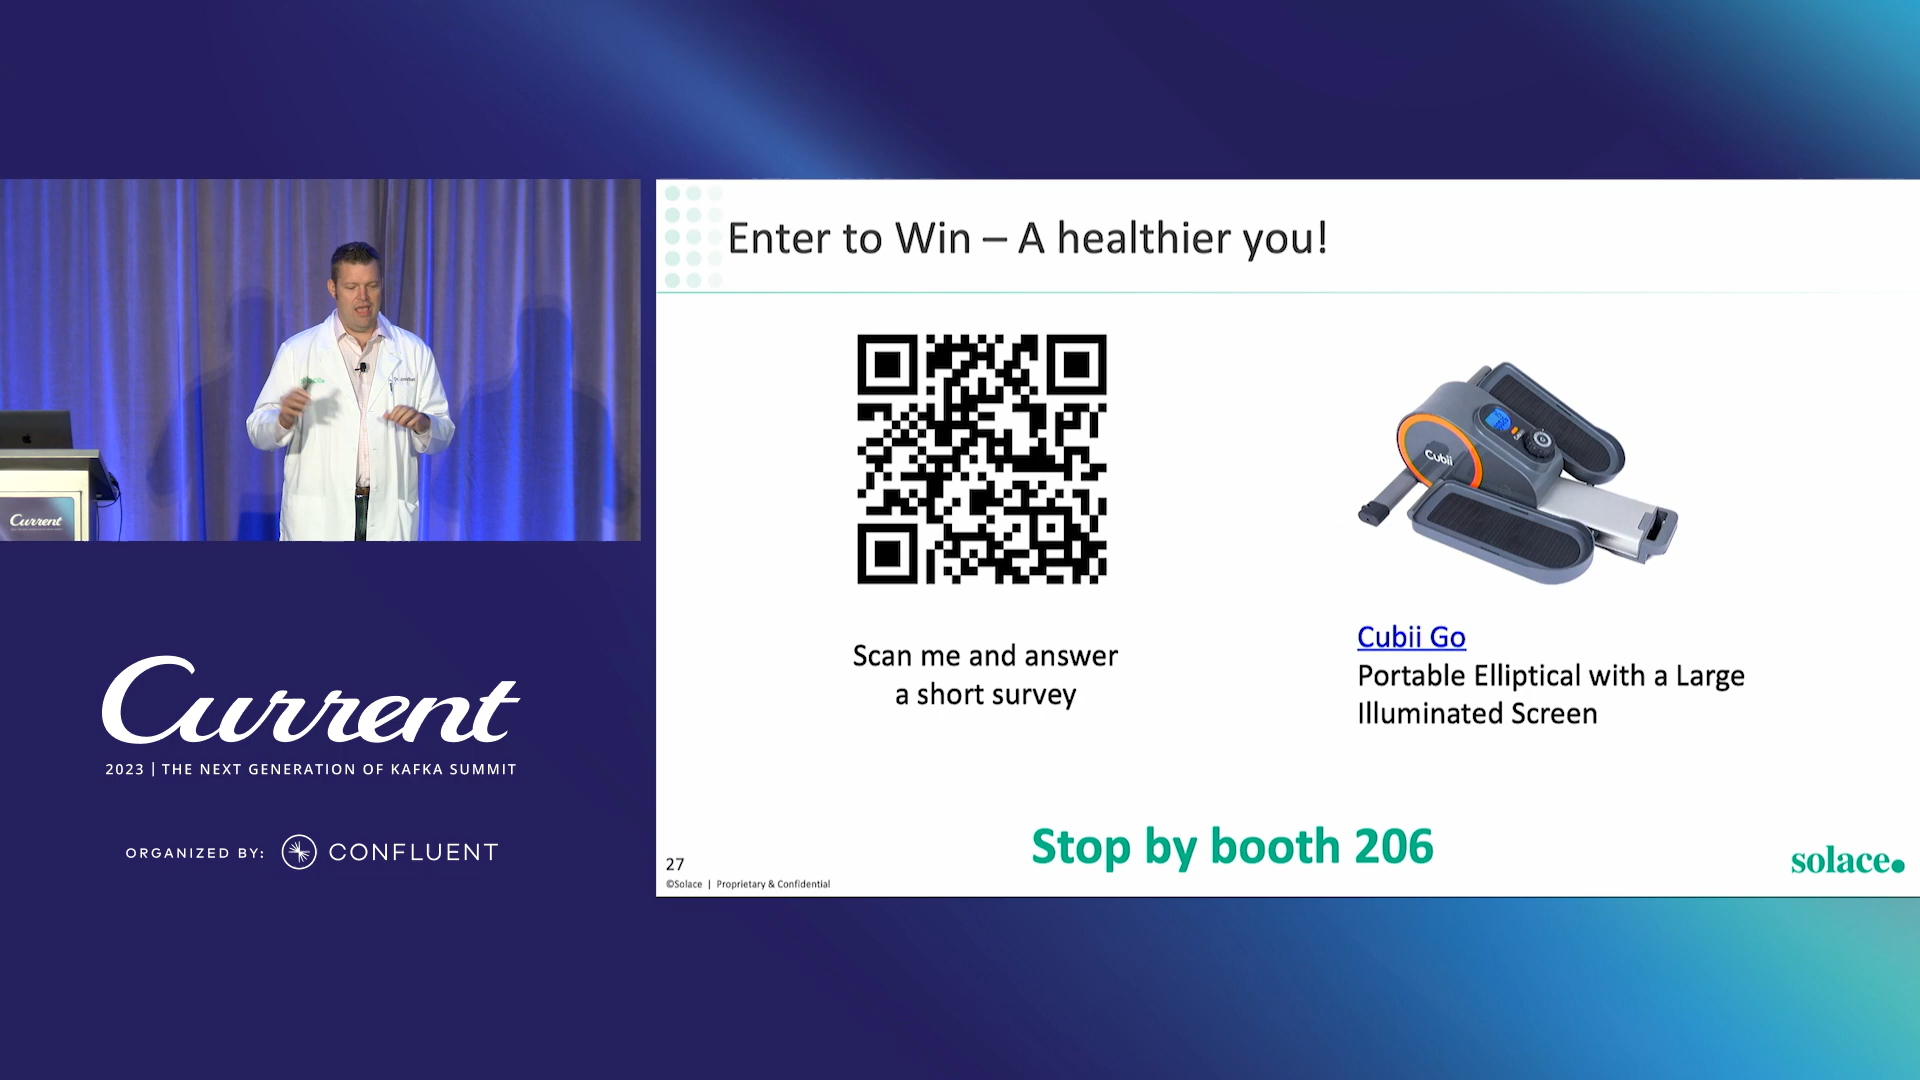 Enter to Win – A healthier you!
Cubii
Scan me and answer
a short survey
Cubii Go
Portable Elliptical with a Large
Illuminated Screen
Stop by booth 206
27
©Solace | Proprietary & Confidential
solace.
Current
Current
2023 | THE NEXT GENERATION OF KAFKA SUMMIT
ORGANIZED BY: CONFLUENT